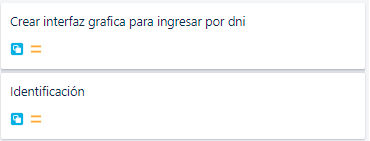 Crear interfaz grafica para ingresar por dni
Identificación